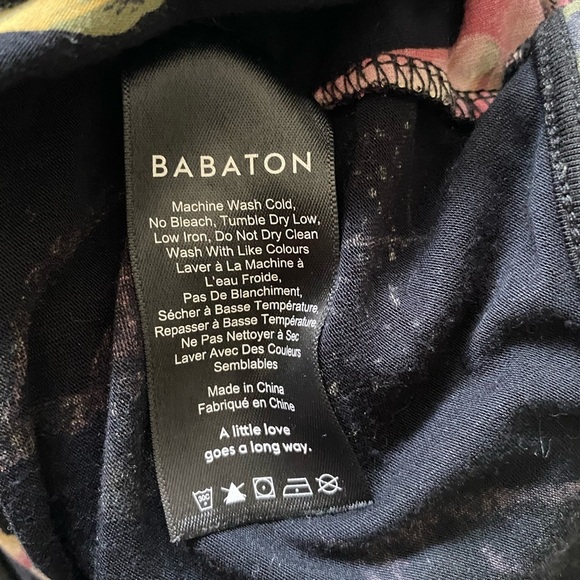 BABATON
Machine Wash Cold,
No Bleach, Tumble Dry Low,
Low Iron, Do Not Dry Clean
Wash With Like Colours
Laver à La Machine à
L'eau Froide,
Pas De Blanchiment,
Sécher à Basse Température,
Repasser à Basse Température,
Ne Pas Nettoyer à Sec
Laver Avec Des Couleurs
Semblables
Made in China
Fabriqué en Chine
A little love
goes a long way.
30C